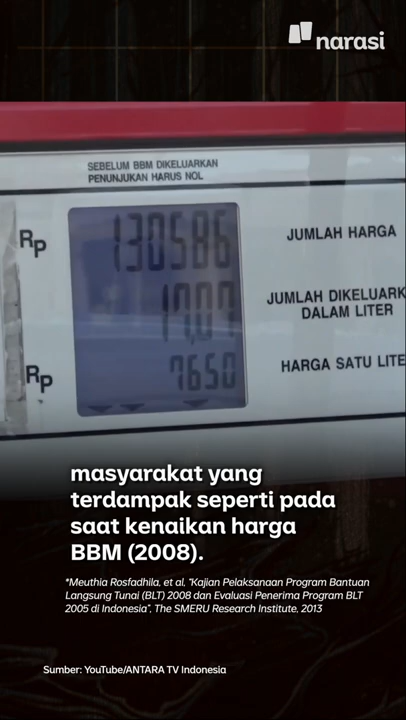 narasi
SEBELUM BBM DIKELUARKAN
PENUNJUKAN HARUS NOL
Rp
130586
JUMLAH HARGA
17,07
JUMLAH DIKELUARK
DALAM LITER
Rp
7650
HARGA SATU LITE
masyarakat yang
terdampak seperti pada
saat kenaikan harga
BBM (2008).
*Meuthia Rosfadhila, et al, "Kajian Pelaksanaan Program Bantuan
Langsung Tunai (BLT) 2008 dan Evaluasi Penerima Program BLT
2005 di Indonesia", The SMERU Research Institute, 2013
Sumber: YouTube/ANTARA TV Indonesia